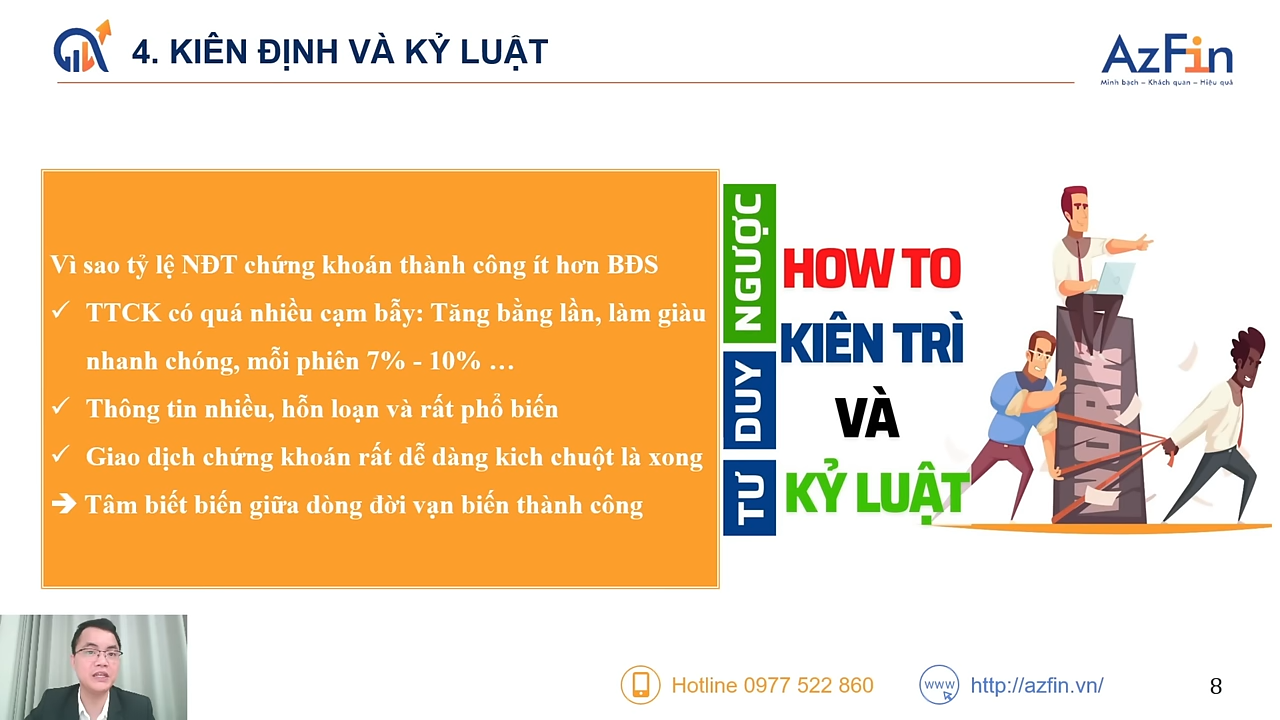 4. KIÊN ĐỊNH VÀ KỶ LUẬT
AzFin
Minh bạch – Khách quan – Hiệu quả
Vì sao tỷ lệ NĐT chứng khoán thành công ít hơn BĐS
✓ TTCK có quá nhiều cạm bẫy: Tăng bằng lần, làm giàu
nhanh chóng, mỗi phiên 7% - 10% …
✓ Thông tin nhiều, hỗn loạn và rất phổ biến
✓ Giao dịch chứng khoán rất dễ dàng kich chuột là xong
➔ Tâm biết biến giữa dòng đời vạn biến thành công
TƯ DUY NGƯỢC
HOW TO
KIÊN TRÌ
VÀ
KỶ LUẬT
WORK
Hotline 0977 522 860
www
http://azfin.vn/
8